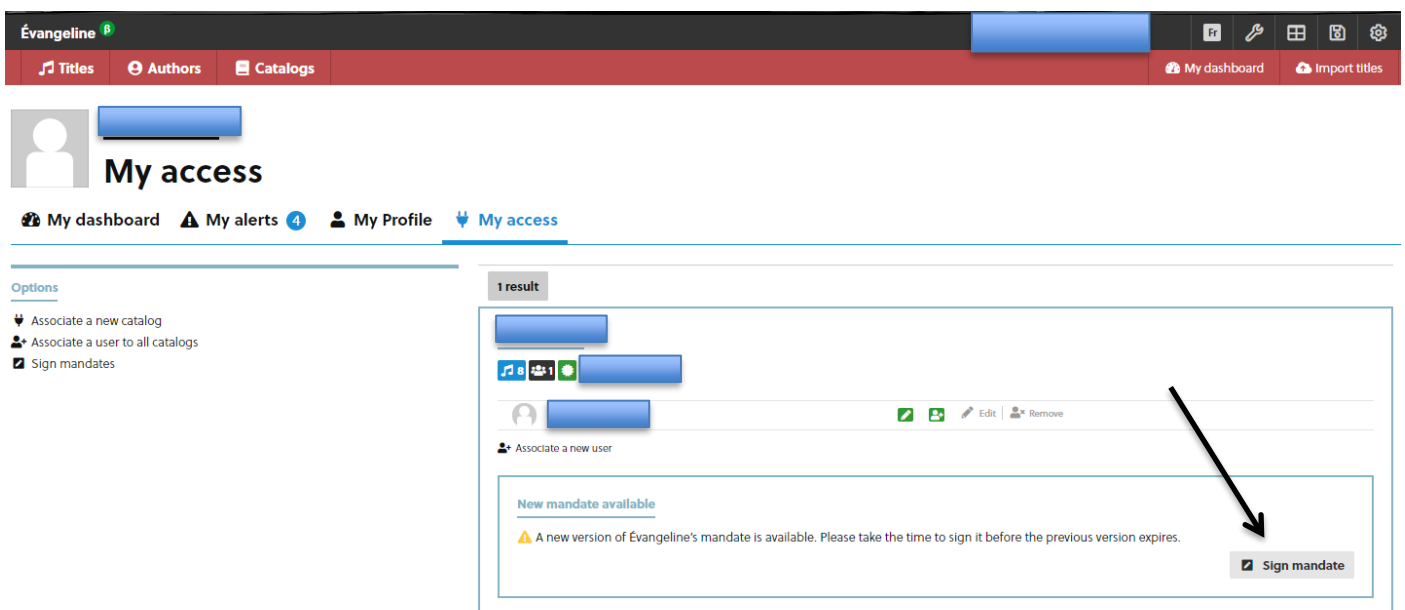 Évangeline β
Fr
Titles Authors Catalogs My dashboard Import titles
My access
My dashboard My alerts 4 My Profile My access
Options
Associate a new catalog
Associate a user to all catalogs
Sign mandates
1 result
8 1
Edit Remove
Associate a new user
New mandate available
A new version of Évangeline's mandate is available. Please take the time to sign it before the previous version expires.
Sign mandate